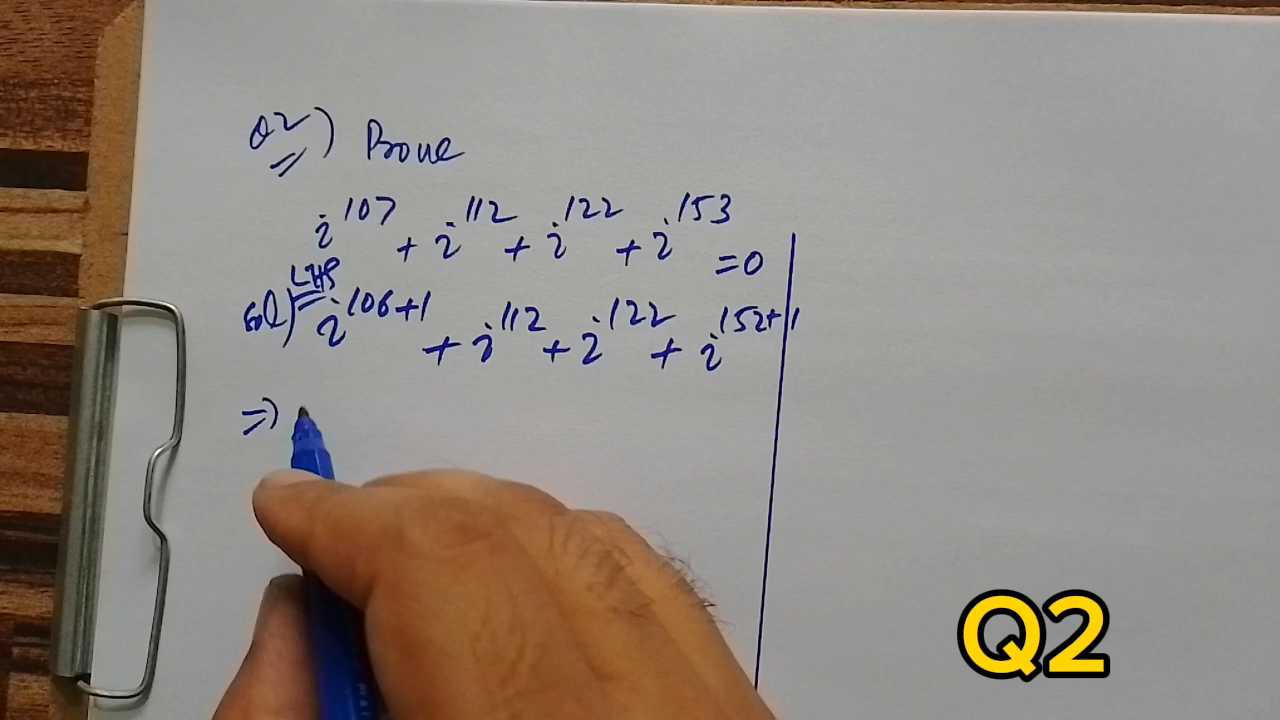 Q2) Prove
i^107 + i^112 + i^122 + i^153 = 0
LHS
Sol) i^106+1 + i^112 + i^122 + i^152+1
=>
Q2